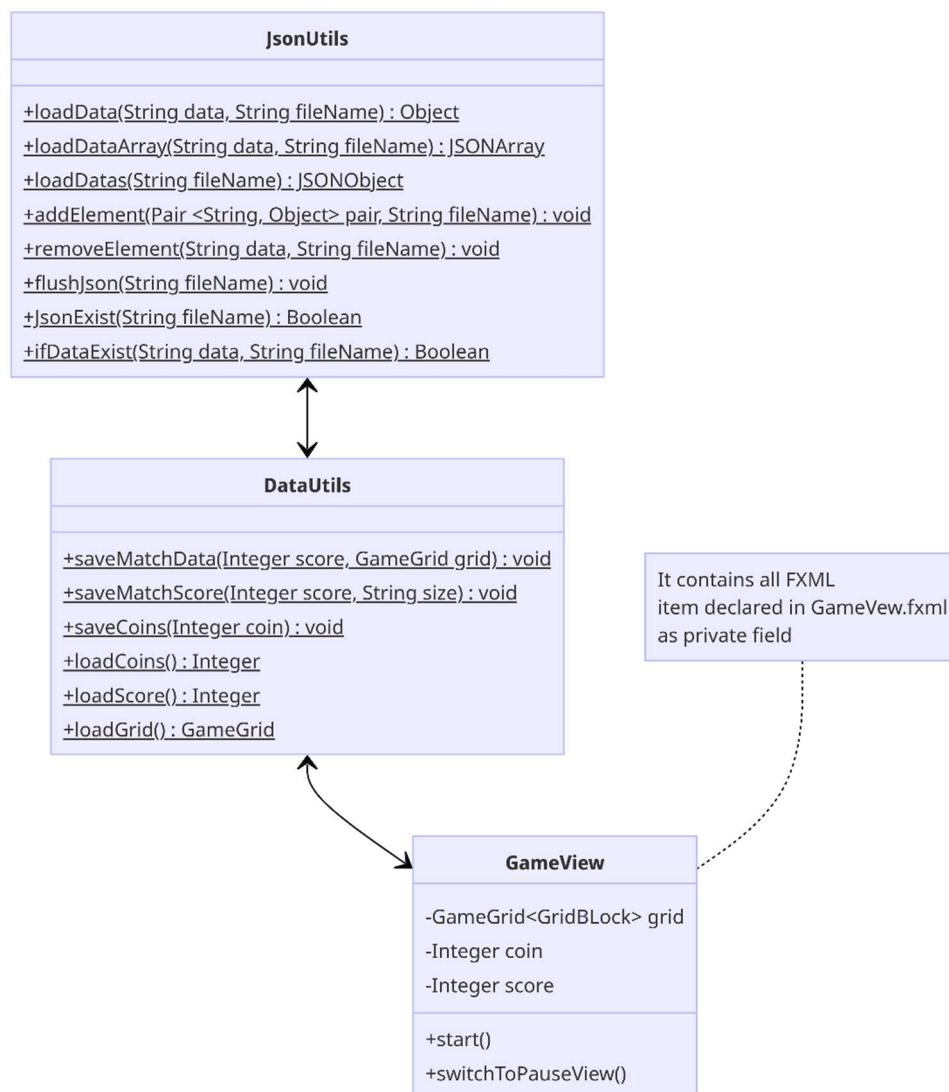 JsonUtils
+loadData(String data, String fileName) : Object
+loadDataArray(String data, String fileName) : JSONArray
+loadDatas(String fileName) : JSONObject
+addElement(Pair <String, Object> pair, String fileName) : void
+removeElement(String data, String fileName) : void
+flushJson(String fileName) : void
+JsonExist(String fileName) : Boolean
+ifDataExist(String data, String fileName) : Boolean
DataUtils
+saveMatchData(Integer score, GameGrid grid) : void
+saveMatchScore(Integer score, String size) : void
+saveCoins(Integer coin) : void
+loadCoins() : Integer
+loadScore() : Integer
+loadGrid() : GameGrid
It contains all FXML
item declared in GameVew.fxml
as private field
GameView
-GameGrid<GridBLock> grid
-Integer coin
-Integer score
+start()
+switchToPauseView()